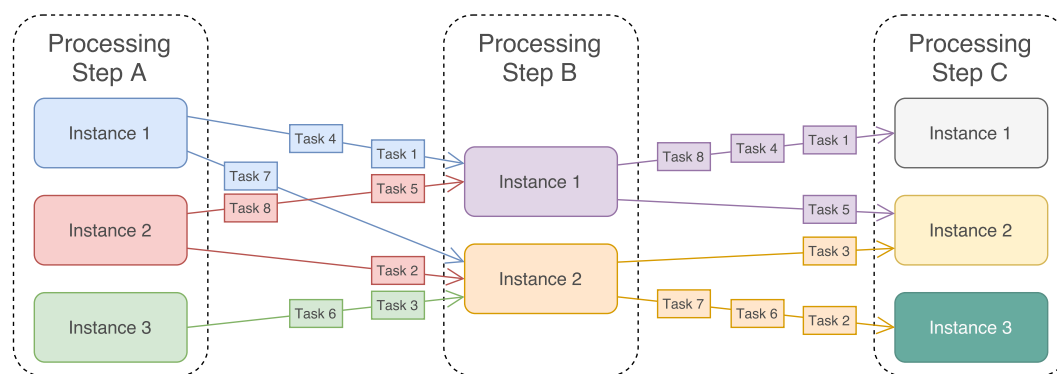 Processing
Step A
Instance 1
Instance 2
Instance 3
Task 4
Task 1
Task 7
Task 5
Task 8
Task 2
Task 6
Task 3
Processing
Step B
Instance 1
Instance 2
Task 8
Task 4
Task 1
Task 5
Task 3
Task 7
Task 6
Task 2
Processing
Step C
Instance 1
Instance 2
Instance 3